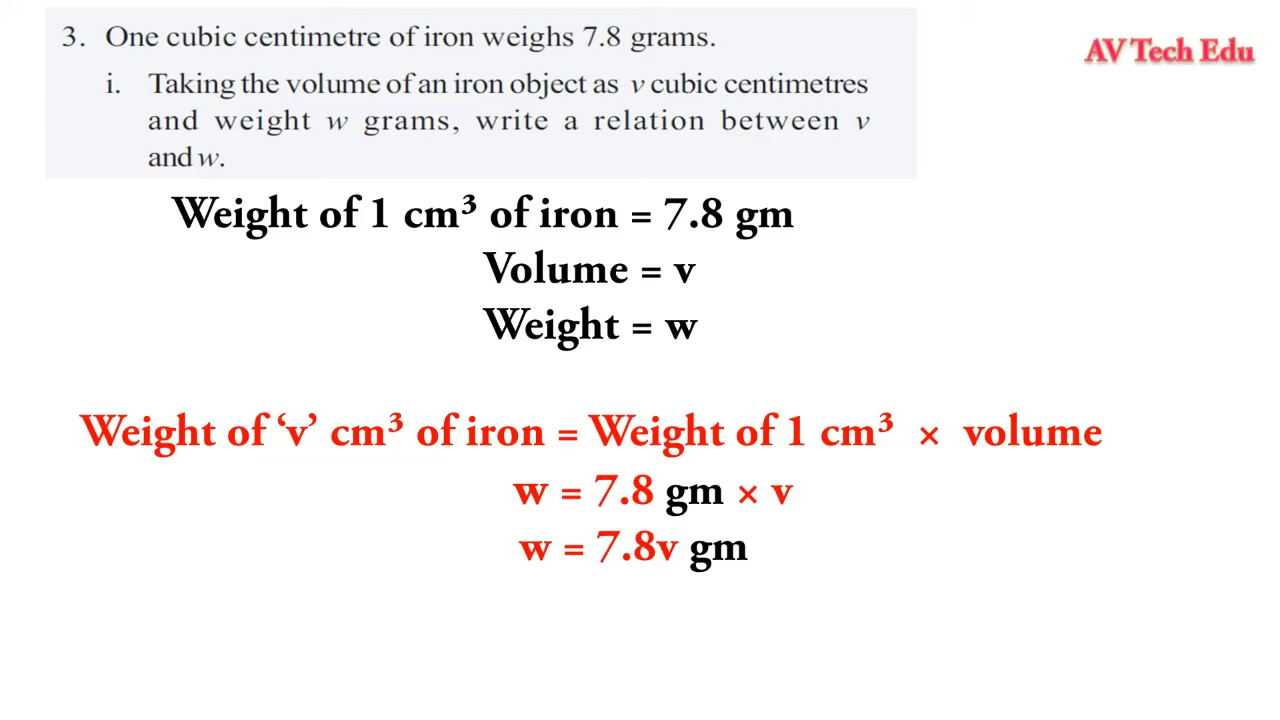 3. One cubic centimetre of iron weighs 7.8 grams.
AV Tech Edu
i. Taking the volume of an iron object as v cubic centimetres
and weight w grams, write a relation between v
and w.
Weight of 1 cm³ of iron = 7.8 gm
Volume = v
Weight = w
Weight of ‘v’ cm³ of iron = Weight of 1 cm³ × volume
w = 7.8 gm × v
w = 7.8v gm